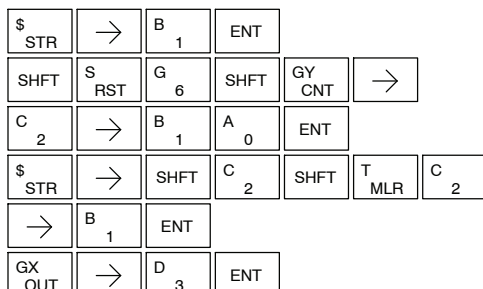 $ STR → B 1 ENT
SHFT S RST G 6 SHFT GY CNT →
C 2 → B 1 A 0 ENT
$ STR → SHFT C 2 SHFT T MLR C 2
→ B 1 ENT
GX OUT → D 3 ENT